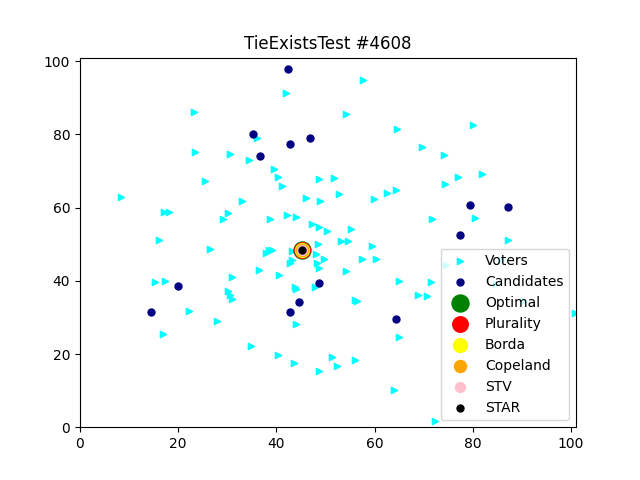 TieExistsTest #4608
100
80
60
40
20
0
0 20 40 60 80 100
Voters
Candidates
Optimal
Plurality
Borda
Copeland
STV
STAR